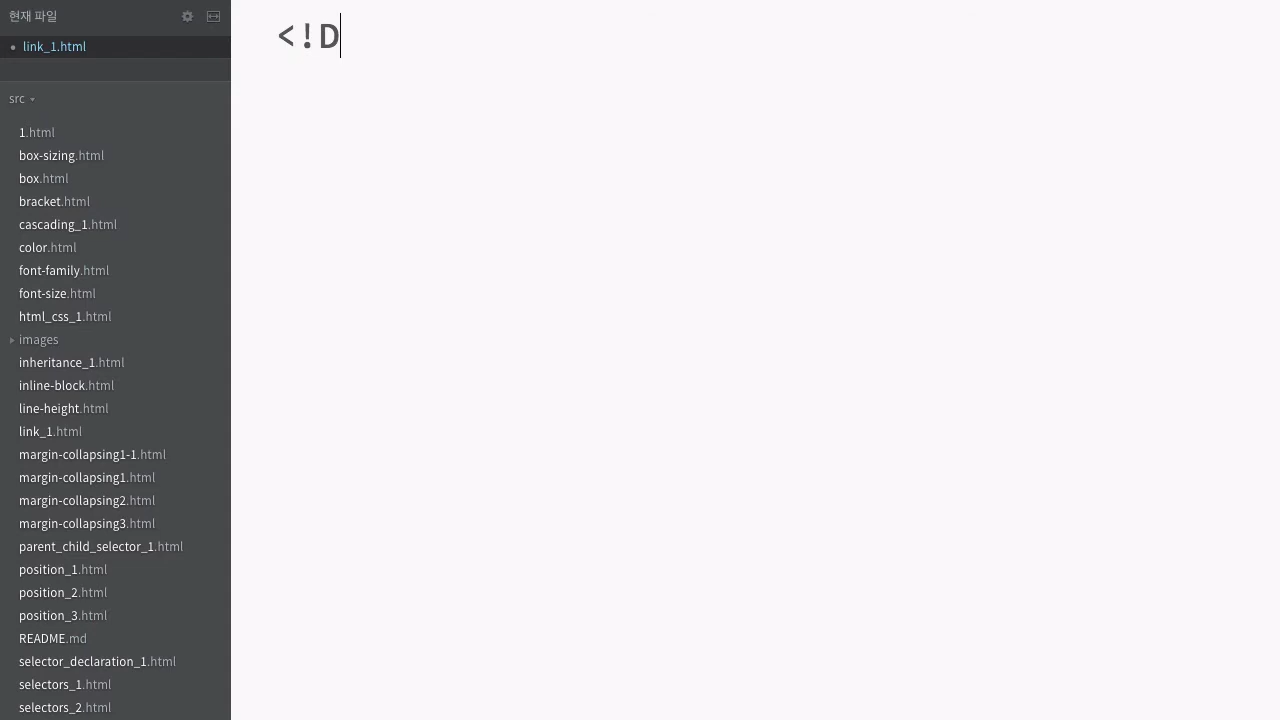 현재 파일
link_1.html
src
1.html
box-sizing.html
box.html
bracket.html
cascading_1.html
color.html
font-family.html
font-size.html
html_css_1.html
images
inheritance_1.html
inline-block.html
line-height.html
link_1.html
margin-collapsing1-1.html
margin-collapsing1.html
margin-collapsing2.html
margin-collapsing3.html
parent_child_selector_1.html
position_1.html
position_2.html
position_3.html
README.md
selector_declaration_1.html
selectors_1.html
selectors_2.html
<!D